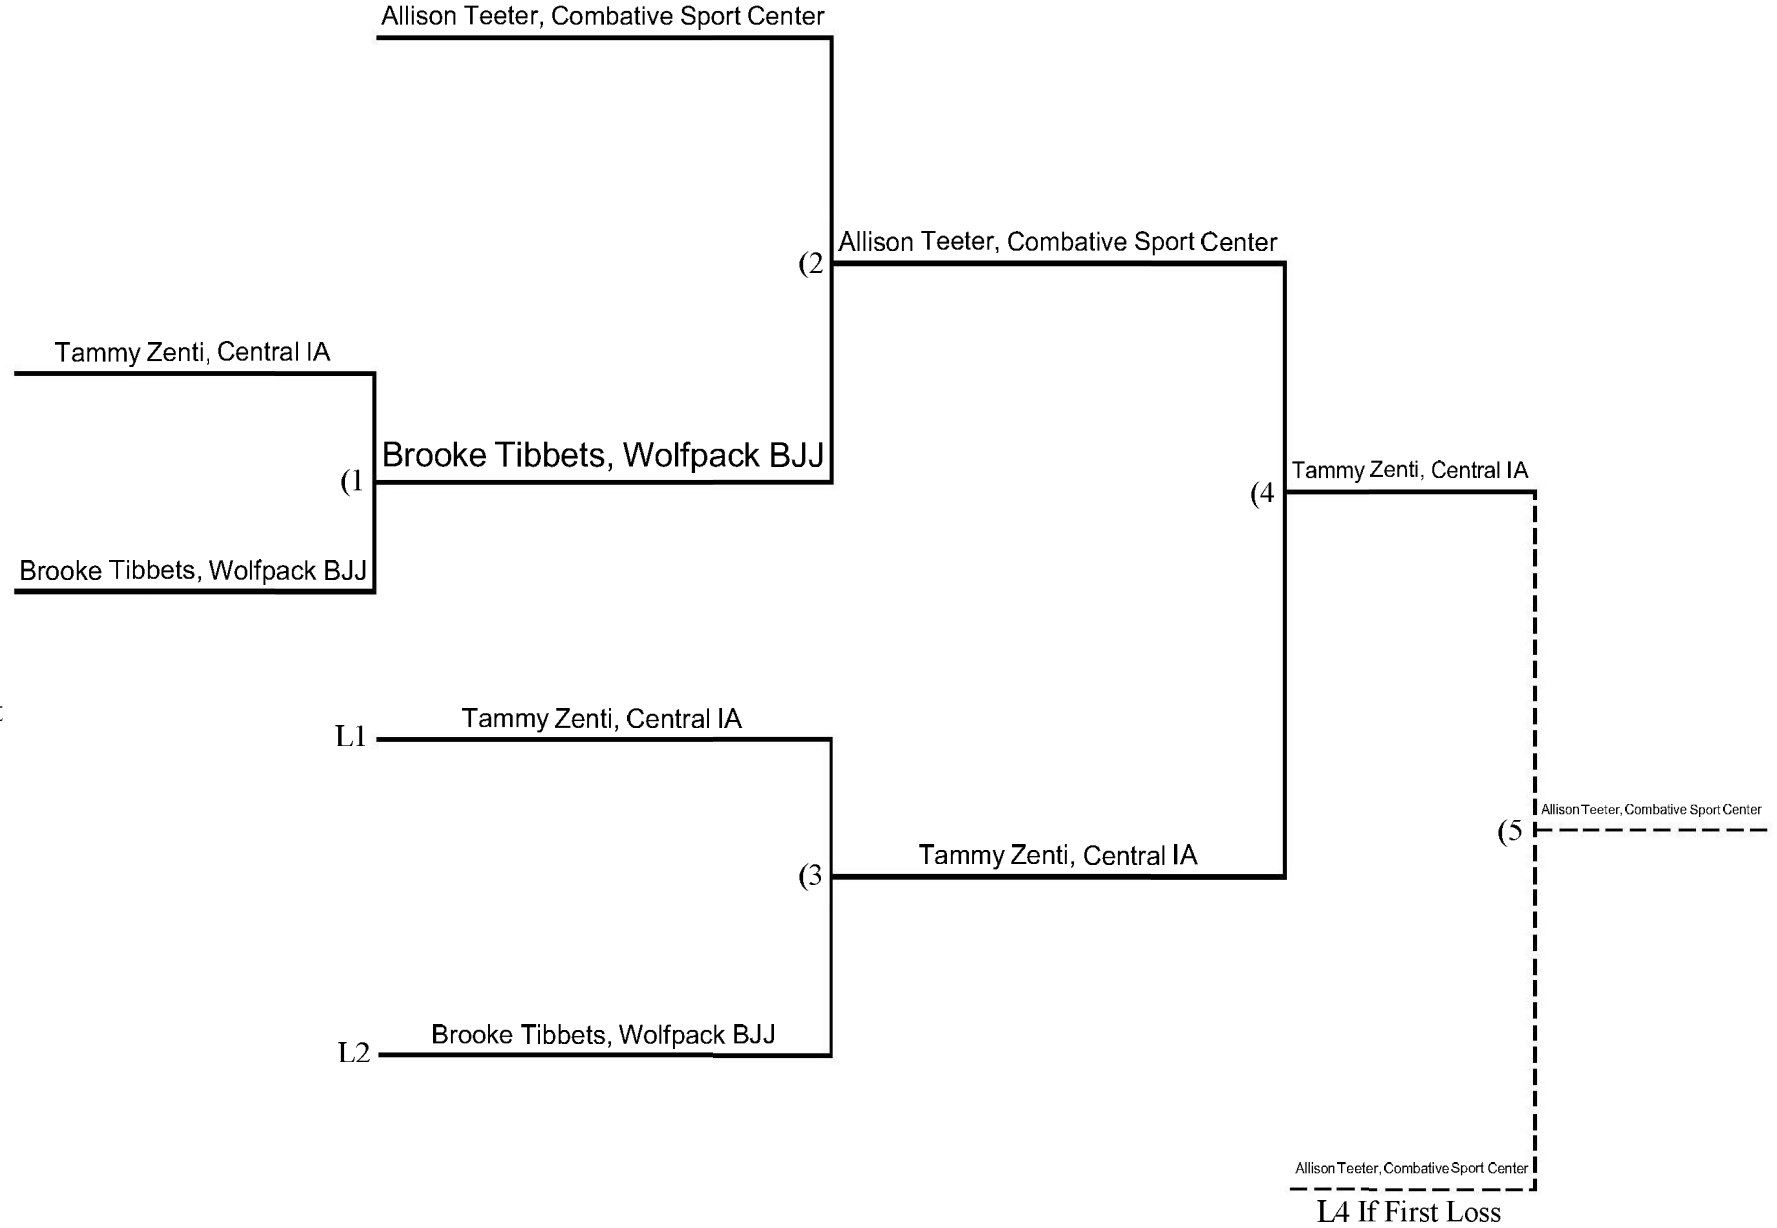 Allison Teeter, Combative Sport Center
(2
Allison Teeter, Combative Sport Center
Tammy Zenti, Central IA
(1
Brooke Tibbets, Wolfpack BJJ
Brooke Tibbets, Wolfpack BJJ
(4
Tammy Zenti, Central IA
L1
Tammy Zenti, Central IA
(3
Tammy Zenti, Central IA
L2
Brooke Tibbets, Wolfpack BJJ
(5
Allison Teeter, Combative Sport Center
Allison Teeter, Combative Sport Center
L4 If First Loss